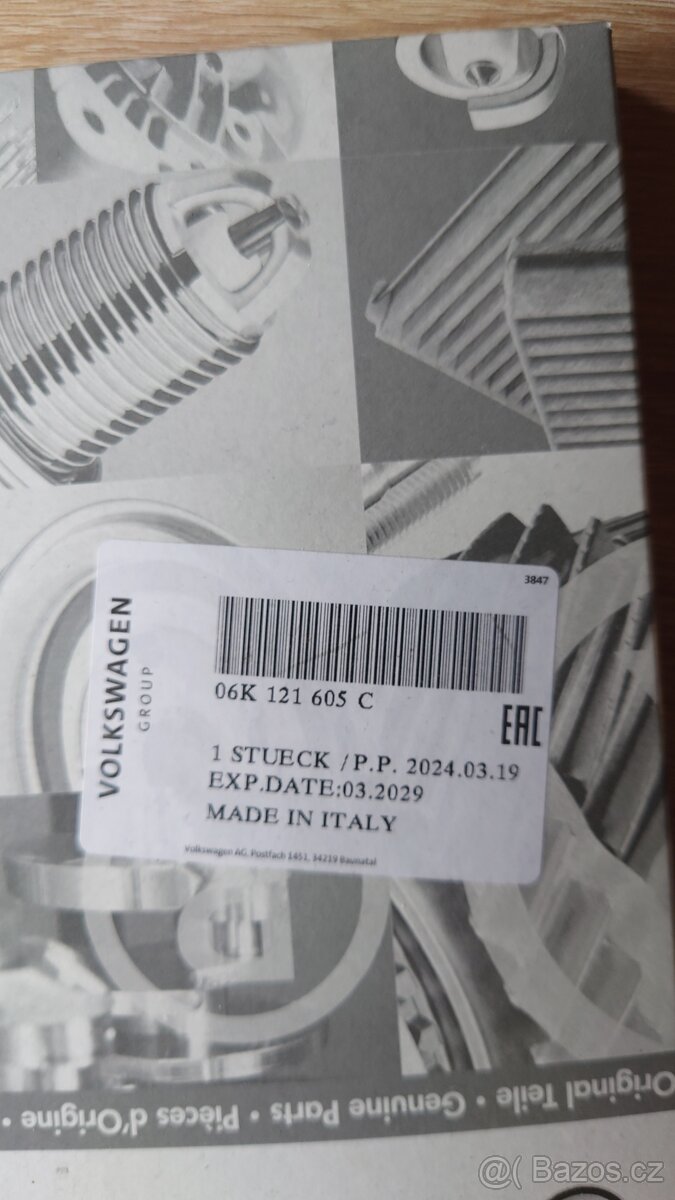 3847
VOLKSWAGEN
GROUP
06K 121 605 C
EAC
1 STUECK /P.P. 2024.03.19
EXP.DATE:03.2029
MADE IN ITALY
Volkswagen AG, Postfach 1451, 34219 Baunatal
Original Teile • Genuine Parts • Pièces d'Origine •
@( Bazos.cz